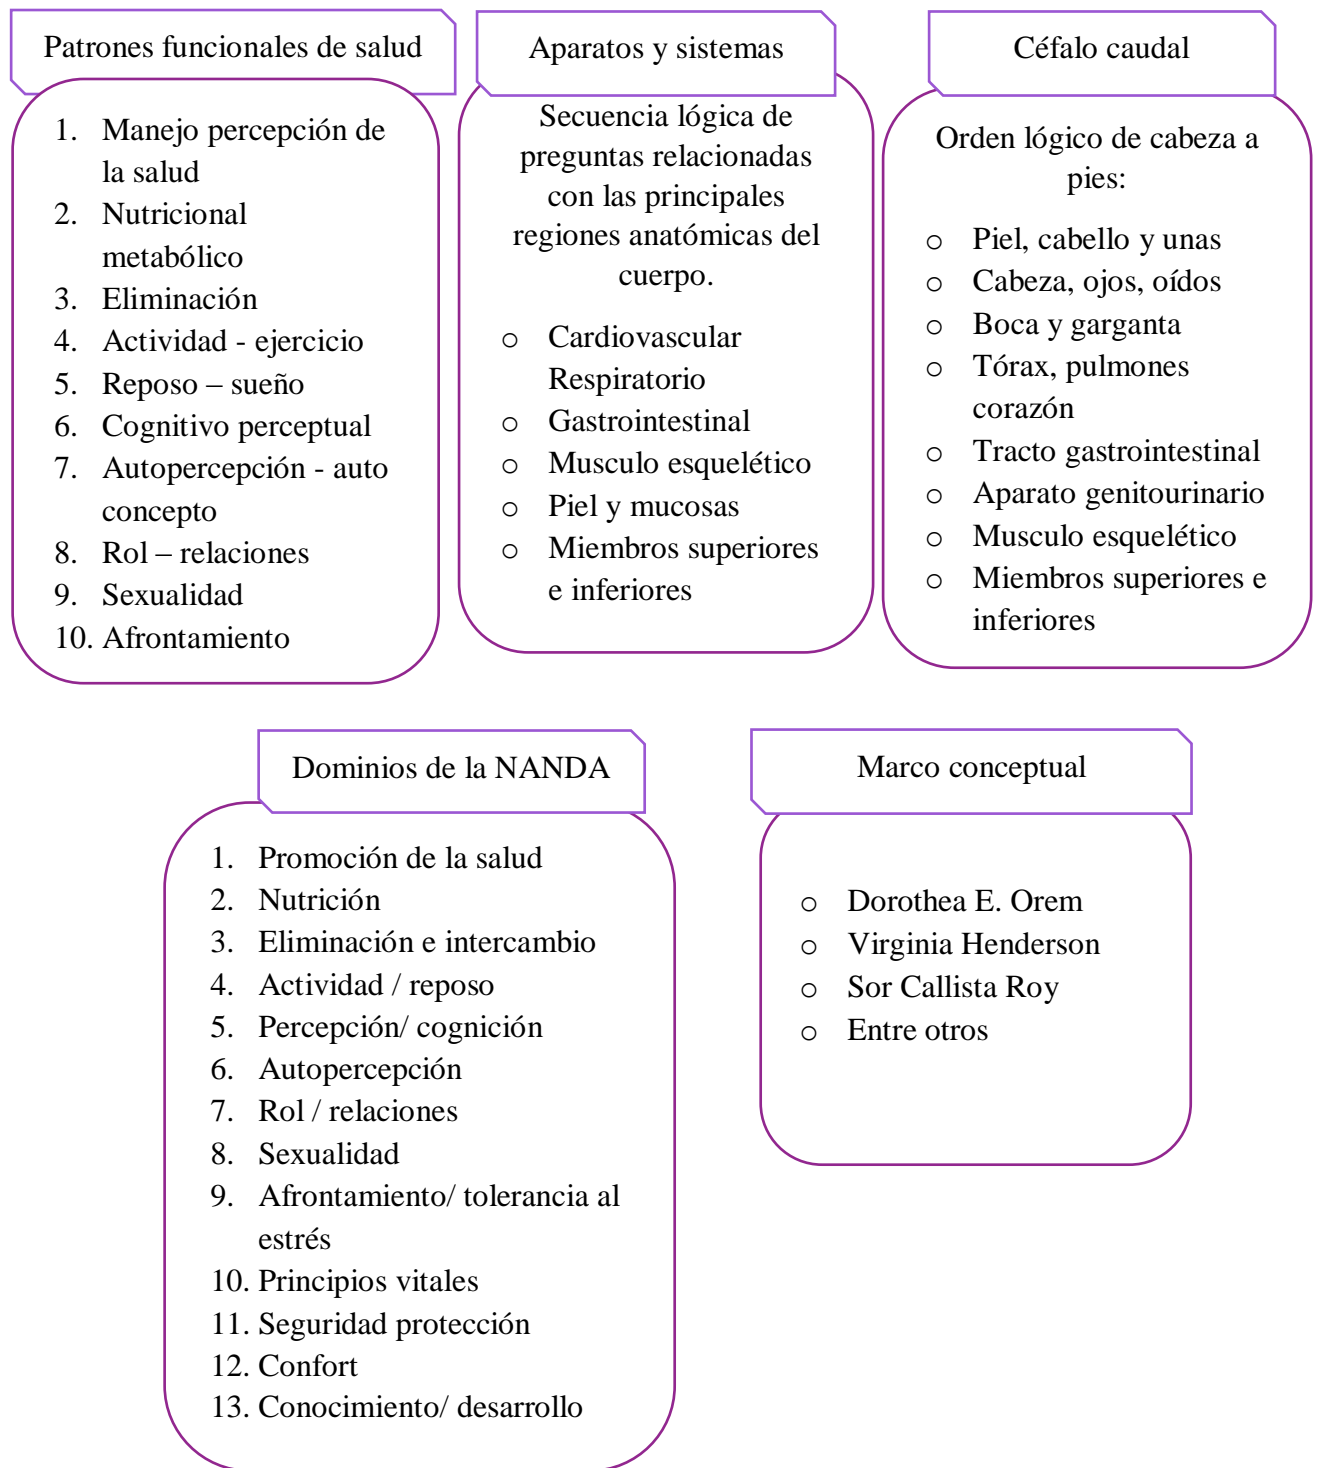 Patrones funcionales de salud
1. Manejo percepción de
la salud
2. Nutricional
metabólico
3. Eliminación
4. Actividad - ejercicio
5. Reposo – sueño
6. Cognitivo perceptual
7. Autopercepción - auto
concepto
8. Rol – relaciones
9. Sexualidad
10. Afrontamiento
Aparatos y sistemas
Secuencia lógica de
preguntas relacionadas
con las principales
regiones anatómicas del
cuerpo.
o Cardiovascular
Respiratorio
o Gastrointestinal
o Musculo esquelético
o Piel y mucosas
o Miembros superiores
e inferiores
Céfalo caudal
Orden lógico de cabeza a
pies:
o Piel, cabello y unas
o Cabeza, ojos, oídos
o Boca y garganta
o Tórax, pulmones
corazón
o Tracto gastrointestinal
o Aparato genitourinario
o Musculo esquelético
o Miembros superiores e
inferiores
Dominios de la NANDA
1. Promoción de la salud
2. Nutrición
3. Eliminación e intercambio
4. Actividad / reposo
5. Percepción/ cognición
6. Autopercepción
7. Rol / relaciones
8. Sexualidad
9. Afrontamiento/ tolerancia al
estrés
10. Principios vitales
11. Seguridad protección
12. Confort
13. Conocimiento/ desarrollo
Marco conceptual
o Dorothea E. Orem
o Virginia Henderson
o Sor Callista Roy
o Entre otros